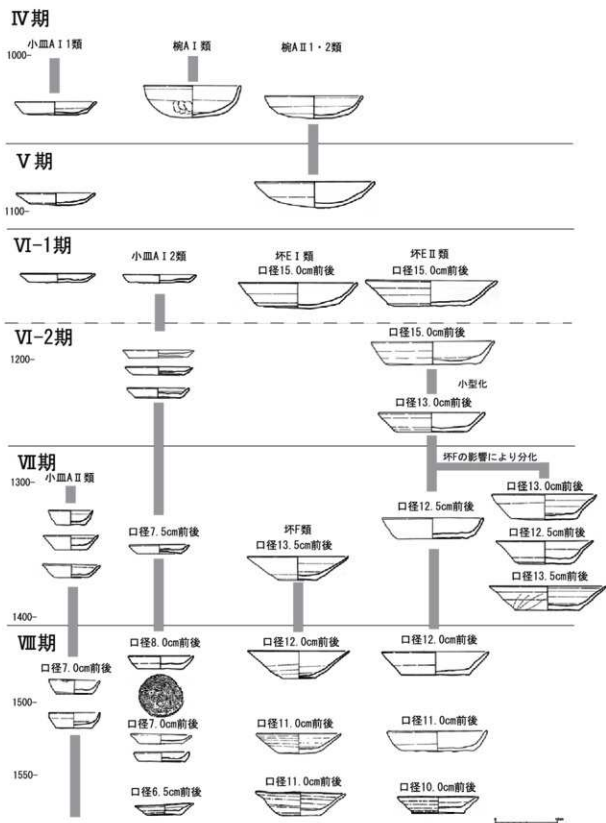 Ⅳ期
小皿AⅠ1類
椀AⅠ類
椀AⅡ1・2類
1000-
Ⅴ期
1100-
Ⅵ-1期
小皿AⅠ2類
坏EⅠ類
口径15.0cm前後
坏EⅡ類
口径15.0cm前後
Ⅵ-2期
1200-
口径15.0cm前後
小型化
口径13.0cm前後
Ⅶ期
坏Fの影響により分化
1300-
小皿AⅡ類
口径7.5cm前後
坏F類
口径13.5cm前後
口径12.5cm前後
口径13.0cm前後
口径12.5cm前後
口径13.5cm前後
1400-
Ⅷ期
口径7.0cm前後
口径8.0cm前後
口径12.0cm前後
口径12.0cm前後
1500-
口径7.0cm前後
口径11.0cm前後
口径11.0cm前後
1550-
口径6.5cm前後
口径11.0cm前後
口径10.0cm前後